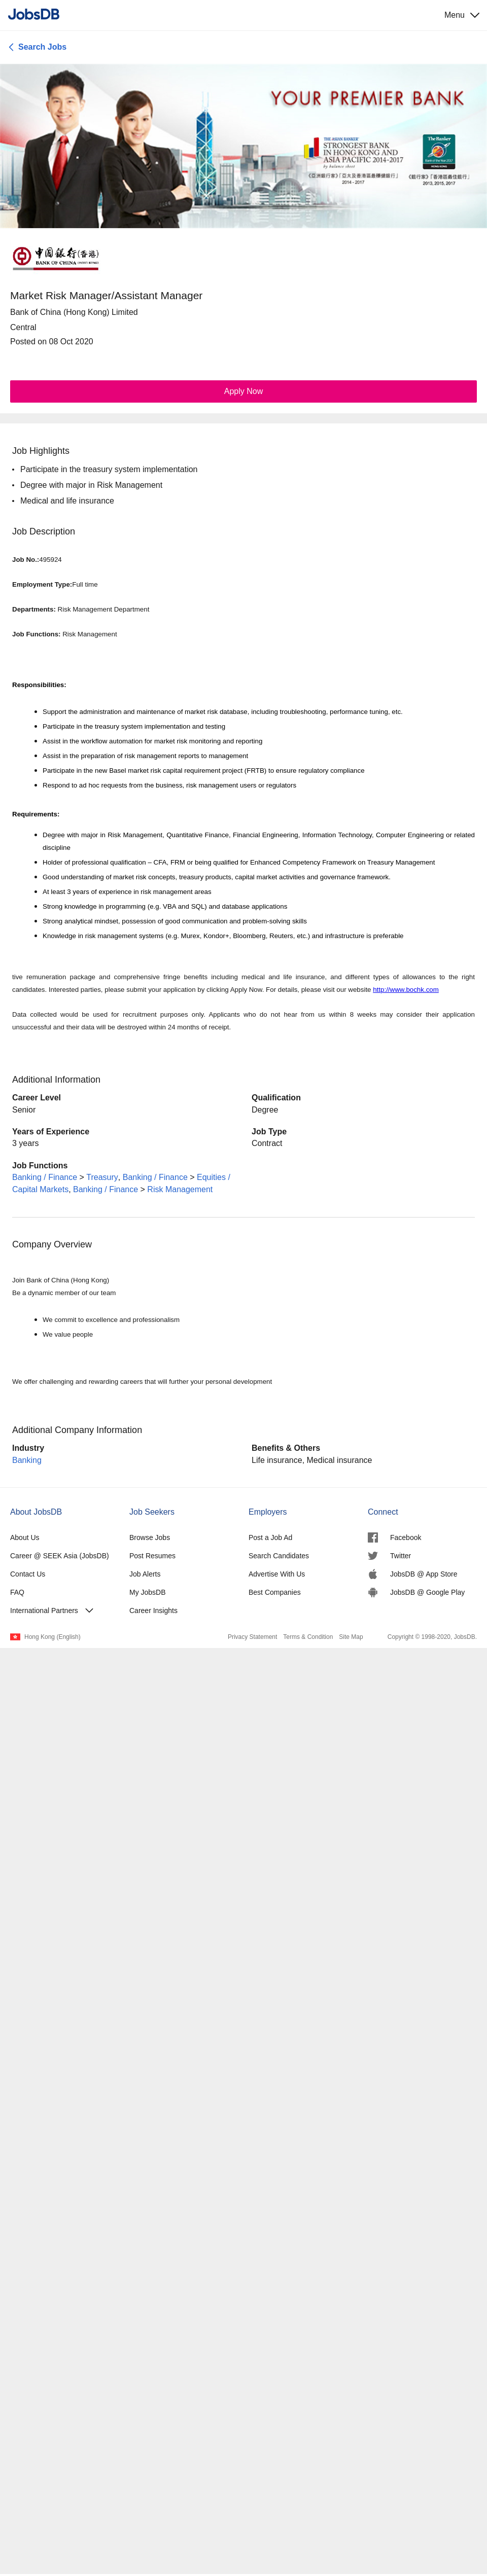 JobsDB
Menu
Search Jobs
YOUR PREMIER BANK
THE ASIAN BANKER
STRONGEST BANK
IN HONG KONG AND
ASIA PACIFIC 2014-2017
by balance sheet
《亞洲銀行家》「亞太及香港區最穩健銀行」
2014 - 2017
The Banker
《銀行家》「香港區最佳銀行」
2013, 2015, 2017
中國銀行(香港)
BANK OF CHINA (HONG KONG)
Market Risk Manager/Assistant Manager
Bank of China (Hong Kong) Limited
Central
Posted on 08 Oct 2020
Apply Now
Job Highlights
• Participate in the treasury system implementation
• Degree with major in Risk Management
• Medical and life insurance
Job Description
Job No.:495924
Employment Type:Full time
Departments: Risk Management Department
Job Functions: Risk Management
Responsibilities:
• Support the administration and maintenance of market risk database, including troubleshooting, performance tuning, etc.
• Participate in the treasury system implementation and testing
• Assist in the workflow automation for market risk monitoring and reporting
• Assist in the preparation of risk management reports to management
• Participate in the new Basel market risk capital requirement project (FRTB) to ensure regulatory compliance
• Respond to ad hoc requests from the business, risk management users or regulators
Requirements:
• Degree with major in Risk Management, Quantitative Finance, Financial Engineering, Information Technology, Computer Engineering or related
discipline
• Holder of professional qualification – CFA, FRM or being qualified for Enhanced Competency Framework on Treasury Management
• Good understanding of market risk concepts, treasury products, capital market activities and governance framework.
• At least 3 years of experience in risk management areas
• Strong knowledge in programming (e.g. VBA and SQL) and database applications
• Strong analytical mindset, possession of good communication and problem-solving skills
• Knowledge in risk management systems (e.g. Murex, Kondor+, Bloomberg, Reuters, etc.) and infrastructure is preferable
tive remuneration package and comprehensive fringe benefits including medical and life insurance, and different types of allowances to the right
candidates. Interested parties, please submit your application by clicking Apply Now. For details, please visit our website http://www.bochk.com
Data collected would be used for recruitment purposes only. Applicants who do not hear from us within 8 weeks may consider their application
unsuccessful and their data will be destroyed within 24 months of receipt.
Additional Information
Career Level
Senior
Qualification
Degree
Years of Experience
3 years
Job Type
Contract
Job Functions
Banking / Finance > Treasury, Banking / Finance > Equities /
Capital Markets, Banking / Finance > Risk Management
Company Overview
Join Bank of China (Hong Kong)
Be a dynamic member of our team
• We commit to excellence and professionalism
• We value people
We offer challenging and rewarding careers that will further your personal development
Additional Company Information
Industry
Banking
Benefits & Others
Life insurance, Medical insurance
About JobsDB
About Us
Career @ SEEK Asia (JobsDB)
Contact Us
FAQ
International Partners
Job Seekers
Browse Jobs
Post Resumes
Job Alerts
My JobsDB
Career Insights
Employers
Post a Job Ad
Search Candidates
Advertise With Us
Best Companies
Connect
Facebook
Twitter
JobsDB @ App Store
JobsDB @ Google Play
Hong Kong (English)
Privacy Statement Terms & Condition Site Map
Copyright © 1998-2020, JobsDB.